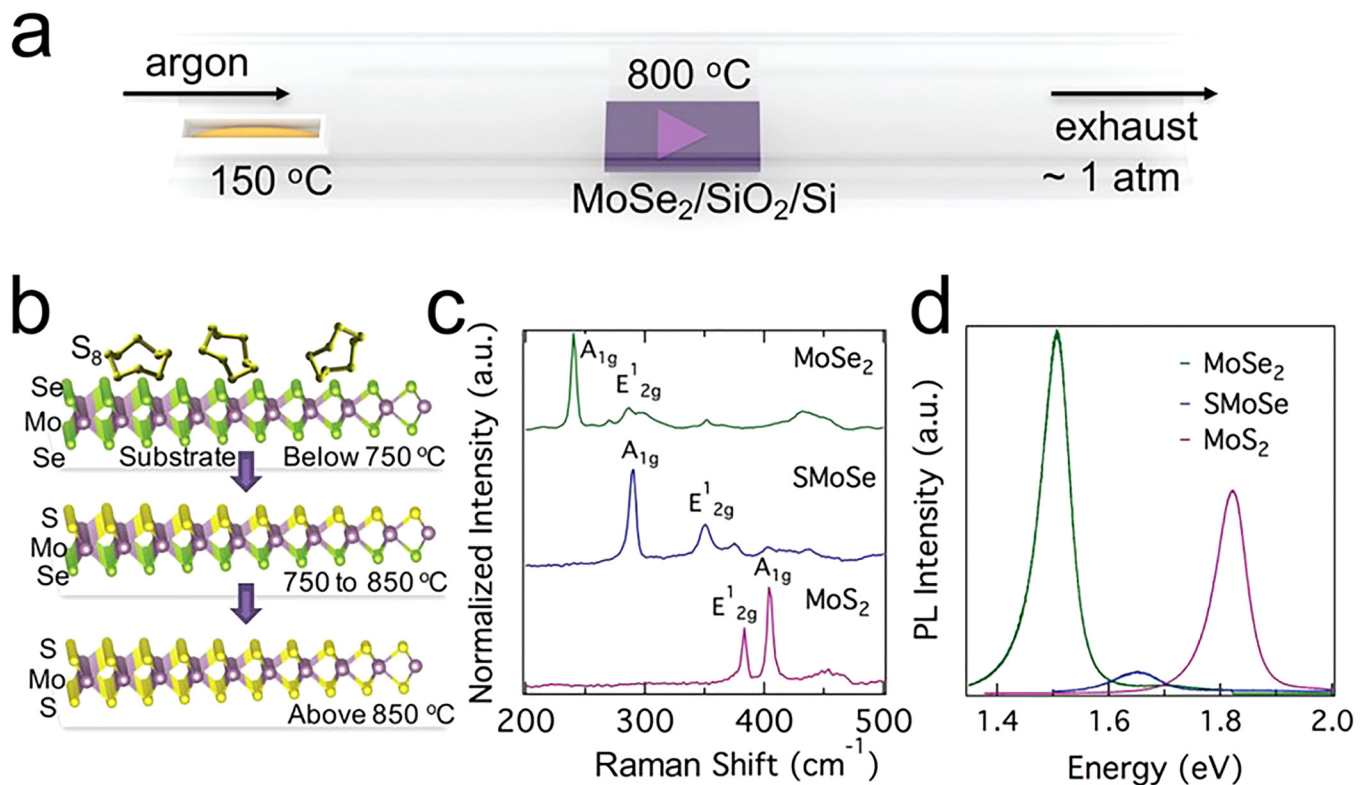 a
argon
800 °C
exhaust
150 °C
~ 1 atm
MoSe₂/SiO₂/Si
b
S₈
Se
Mo
Se
Substrate
Below 750 °C
S
Mo
Se
750 to 850 °C
S
Mo
S
Above 850 °C
c
Normalized Intensity (a.u.)
A₁g
E¹₂g
MoSe₂
A₁g
E¹₂g
SMoSe
E¹₂g
A₁g
MoS₂
200 300 400 500
Raman Shift (cm⁻¹)
d
PL Intensity (a.u.)
MoSe₂
SMoSe
MoS₂
1.4 1.6 1.8 2.0
Energy (eV)